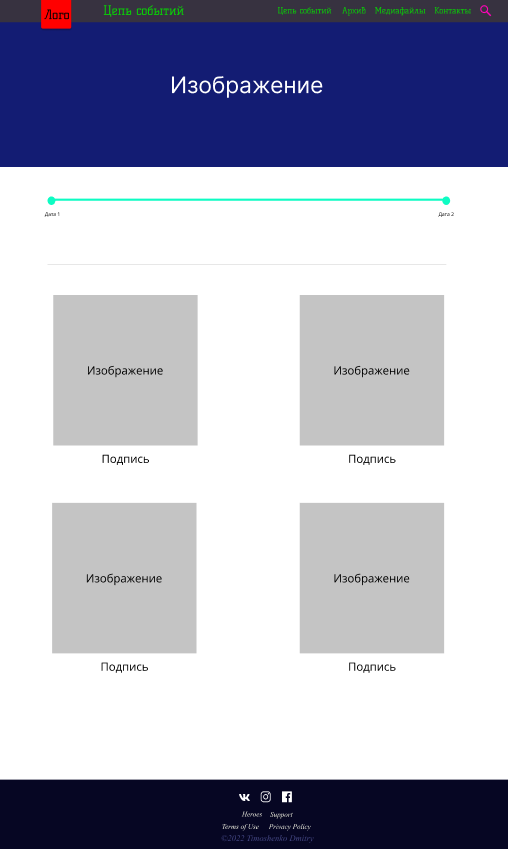 Лого Цепь событий Цепь событий Архив Медиафайлы Контакты
Изображение
Дата 1 Дата 2
Изображение Изображение
Подпись Подпись
Изображение Изображение
Подпись Подпись
Heroes Support
Terms of Use Privacy Policy
©2022 Timoshenko Dmitry